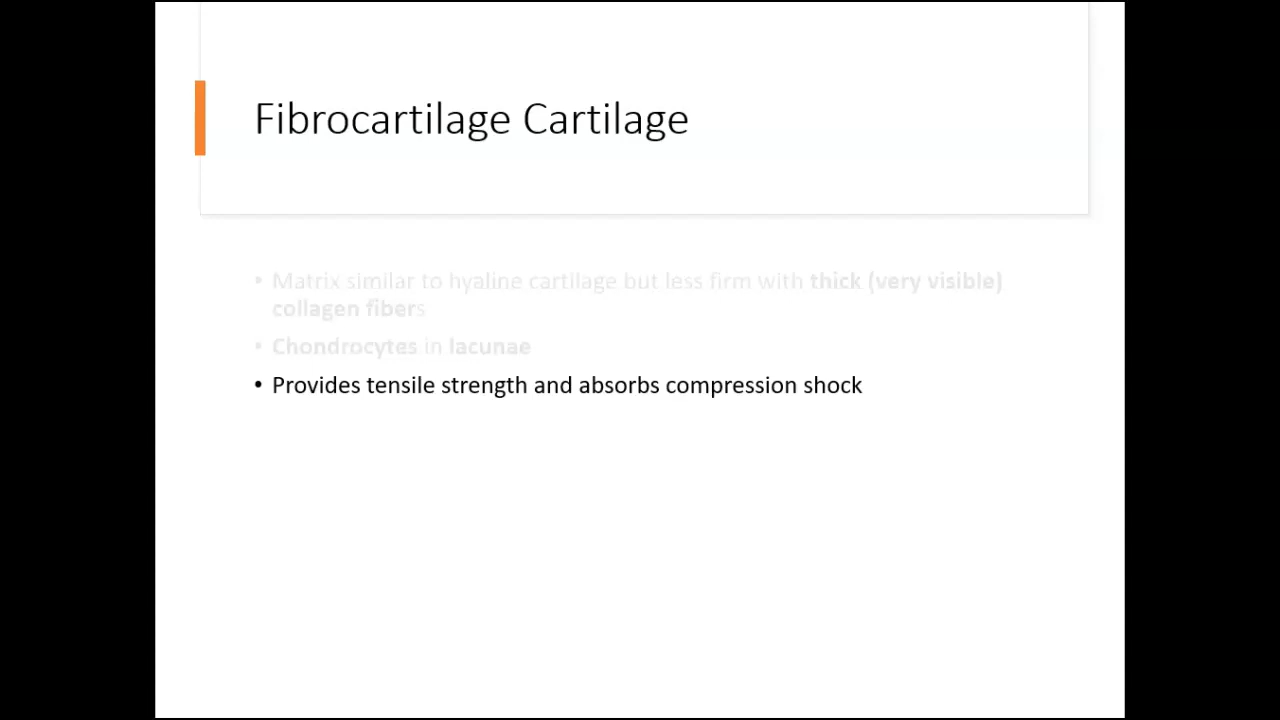 Fibrocartilage Cartilage
• Matrix similar to hyaline cartilage but less firm with thick (very visible)
collagen fibers
• Chondrocytes in lacunae
• Provides tensile strength and absorbs compression shock